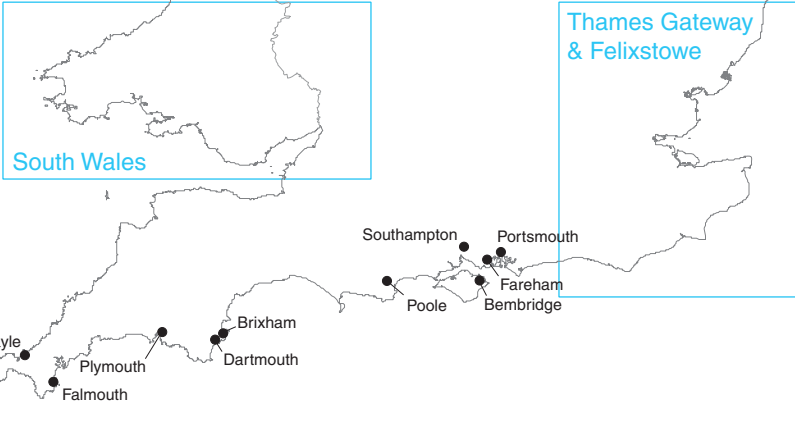 Thames Gateway
& Felixstowe
South Wales
Southampton
Portsmouth
Fareham
Bembridge
Poole
Brixham
Dartmouth
Plymouth
Falmouth